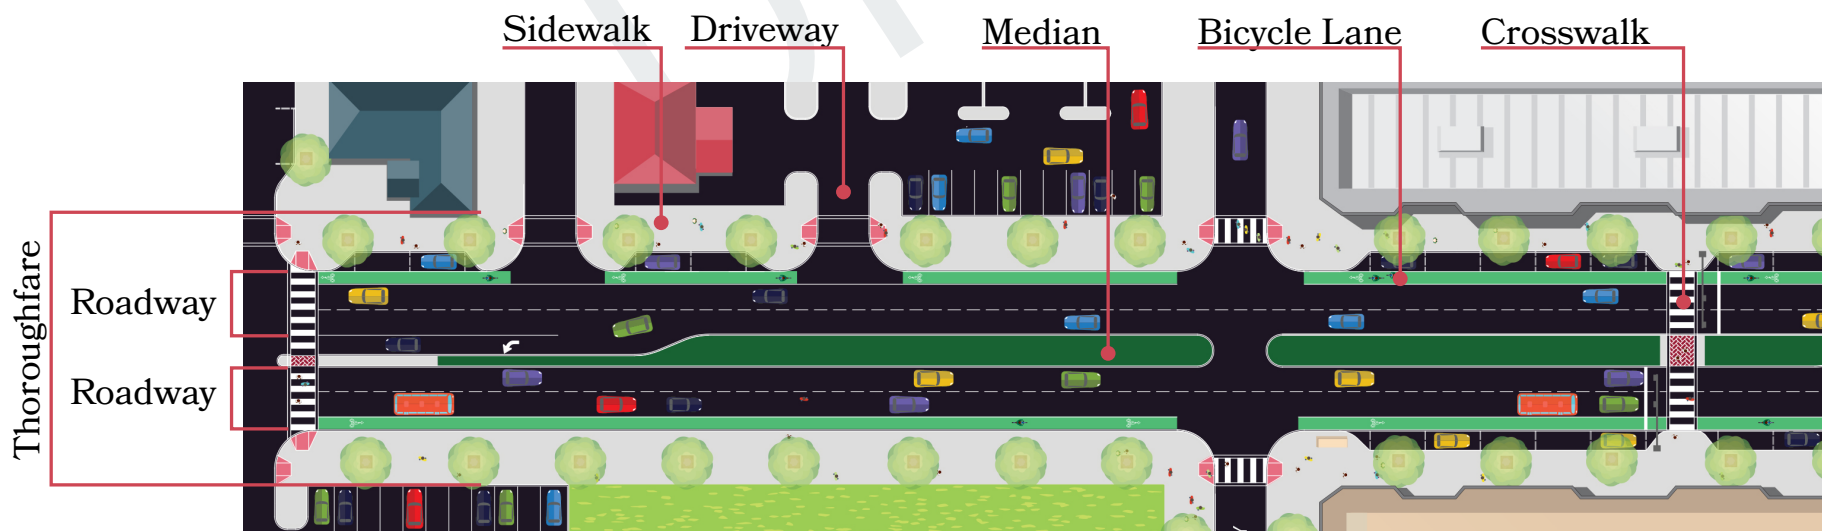 Sidewalk
Driveway
Median
Bicycle Lane
Crosswalk
Thoroughfare
Roadway
Roadway